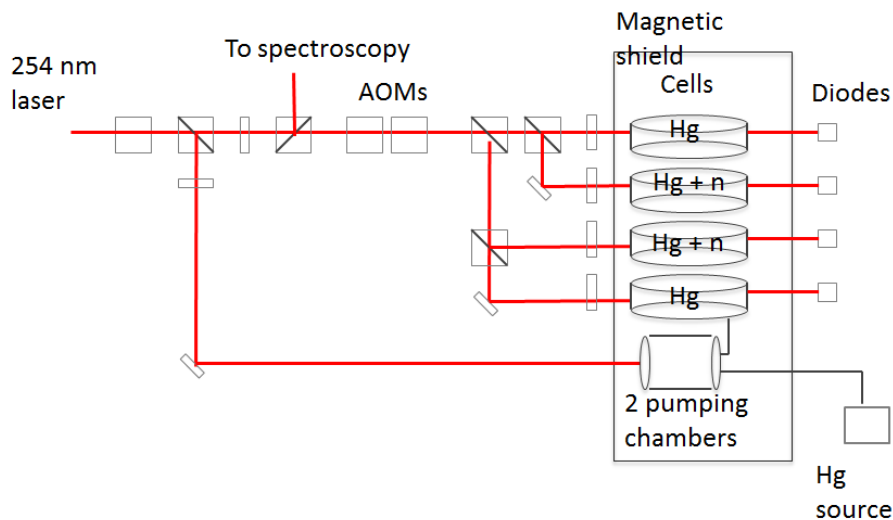 Magnetic
shield
To spectroscopy
254 nm
laser
AOMs
Cells
Diodes
Hg
Hg + n
Hg + n
Hg
2 pumping
chambers
Hg
source